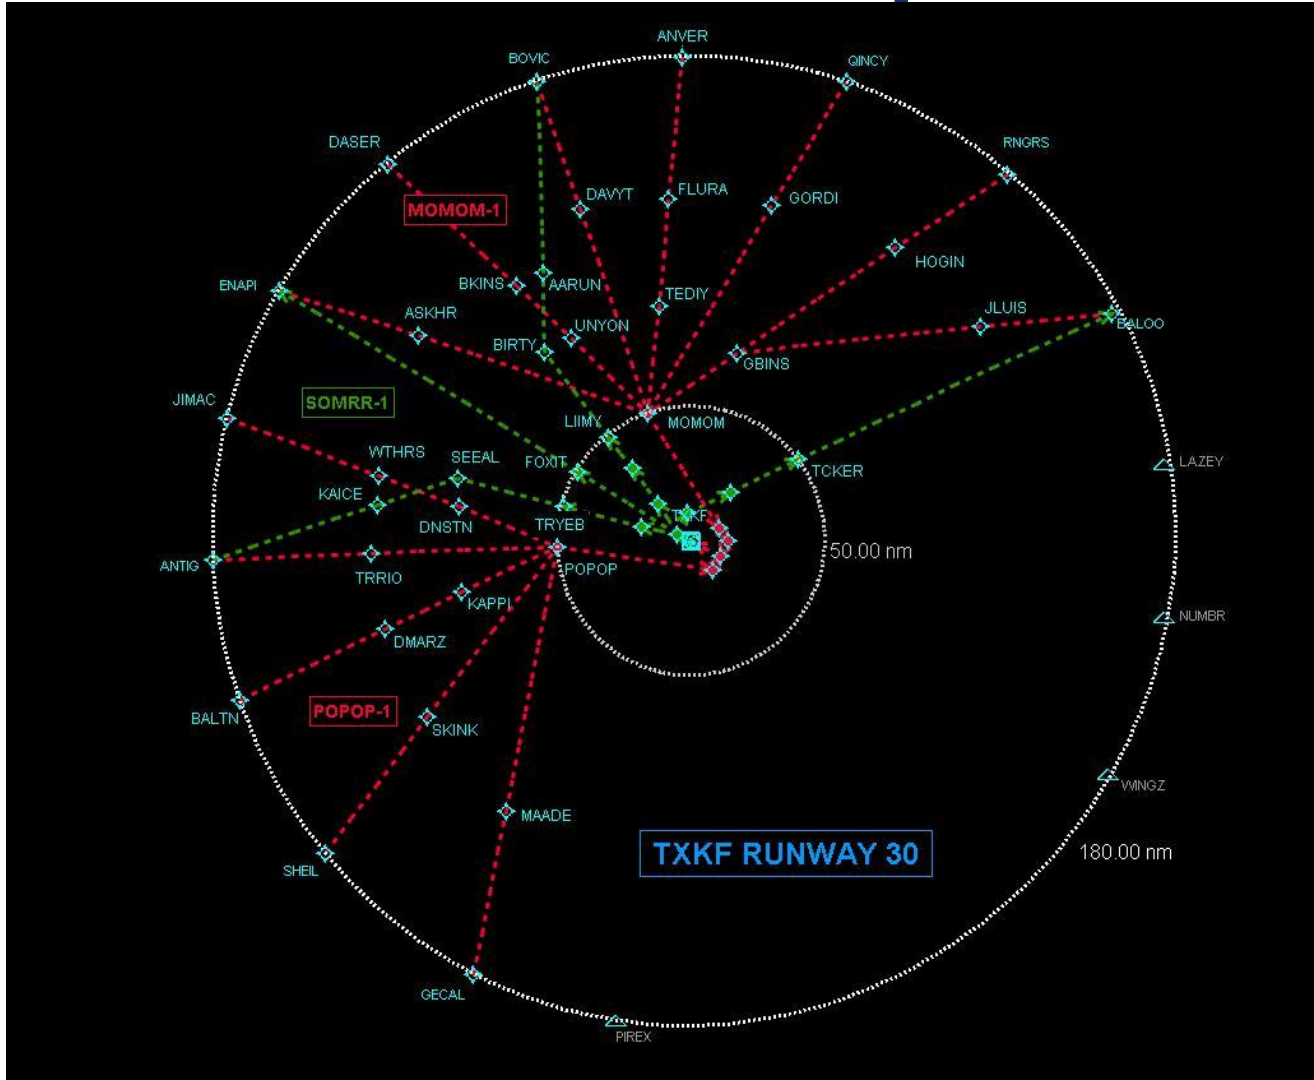 ANVER
BOVIC
QINCY
DASER
RNGRS
MOMOM-1
DAVYT
FLURA
GORDI
HOGIN
ENAPI
BKINS
AARUN
TEDIY
ASKHR
UNYON
JLUIS
BALOO
BIRTY
GBINS
JIMAC
SOMRR-1
LIIMY
MOMOM
WTHRS
SEEAL
FOXIT
TCKER
LAZEY
KAICE
DNSTN
TRYEB
TXKF
50.00 nm
ANTIG
TRRIO
POPOP
KAPPI
NUMBR
DMARZ
BALTN
POPOP-1
SKINK
WINGZ
MAADE
TXKF RUNWAY 30
180.00 nm
SHEIL
GECAL
PIREX